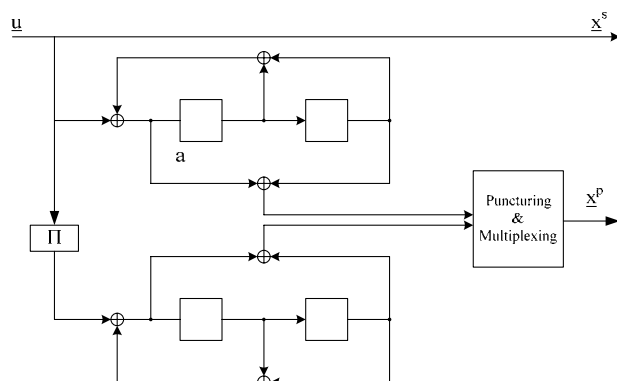 u
x^s
a
Π
Puncturing
&
Multiplexing
x^p